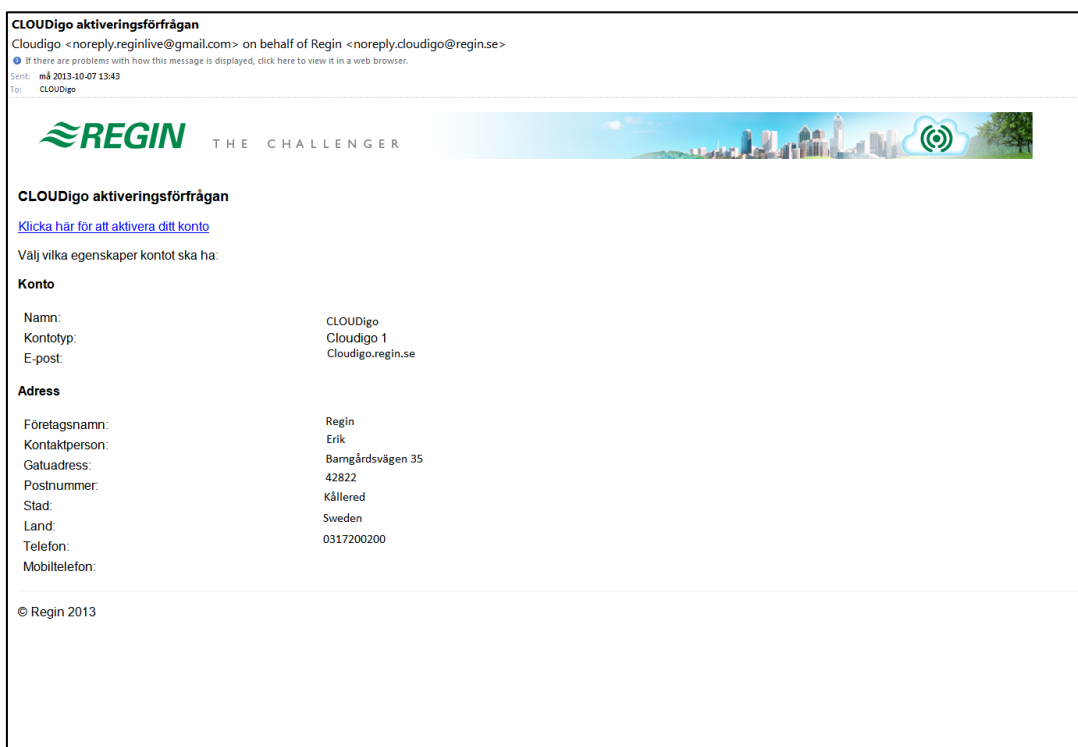 CLOUDigo aktiveringsförfrågan
Cloudigo <noreply.reginlive@gmail.com> on behalf of Regin <noreply.cloudigo@regin.se>
If there are problems with how this message is displayed, click here to view it in a web browser.
Sent: må 2013-10-07 13:43
To: CLOUDigo
REGIN THE CHALLENGER
CLOUDigo aktiveringsförfrågan
Klicka här för att aktivera ditt konto
Välj vilka egenskaper kontot ska ha:
Konto
Namn: CLOUDigo
Kontotyp: Cloudigo 1
E-post: Cloudigo.regin.se
Adress
Företagsnamn: Regin
Kontaktperson: Erik
Gatuadress: Barngårdsvägen 35
Postnummer: 42822
Stad: Kållered
Land: Sweden
Telefon: 0317200200
Mobiltelefon:
© Regin 2013